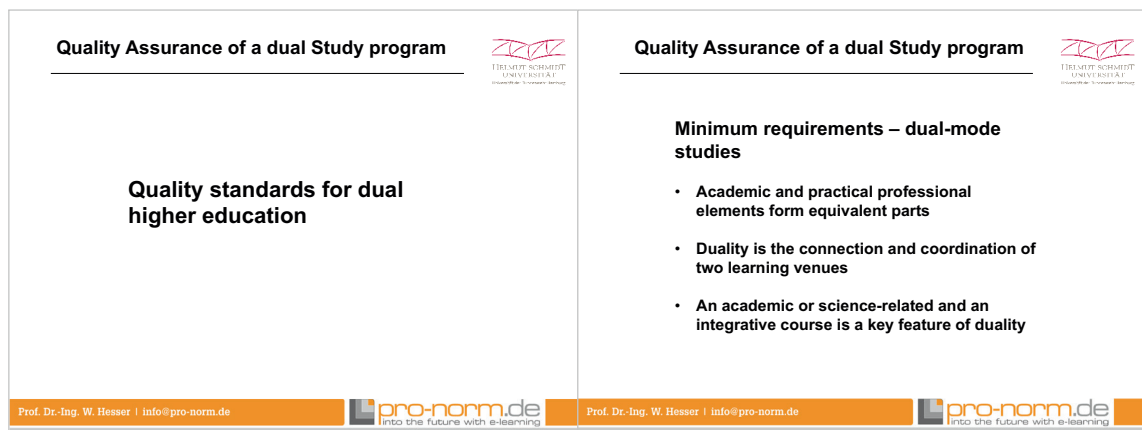 Quality Assurance of a dual Study program
HELMUT SCHMIDT
UNIVERSITÄT
Quality standards for dual
higher education
Prof. Dr.-Ing. W. Hesser | info@pro-norm.de
pro-norm.de
into the future with e-learning
Quality Assurance of a dual Study program
HELMUT SCHMIDT
UNIVERSITÄT
Minimum requirements – dual-mode
studies
• Academic and practical professional
elements form equivalent parts
• Duality is the connection and coordination of
two learning venues
• An academic or science-related and an
integrative course is a key feature of duality
Prof. Dr.-Ing. W. Hesser | info@pro-norm.de
pro-norm.de
into the future with e-learning